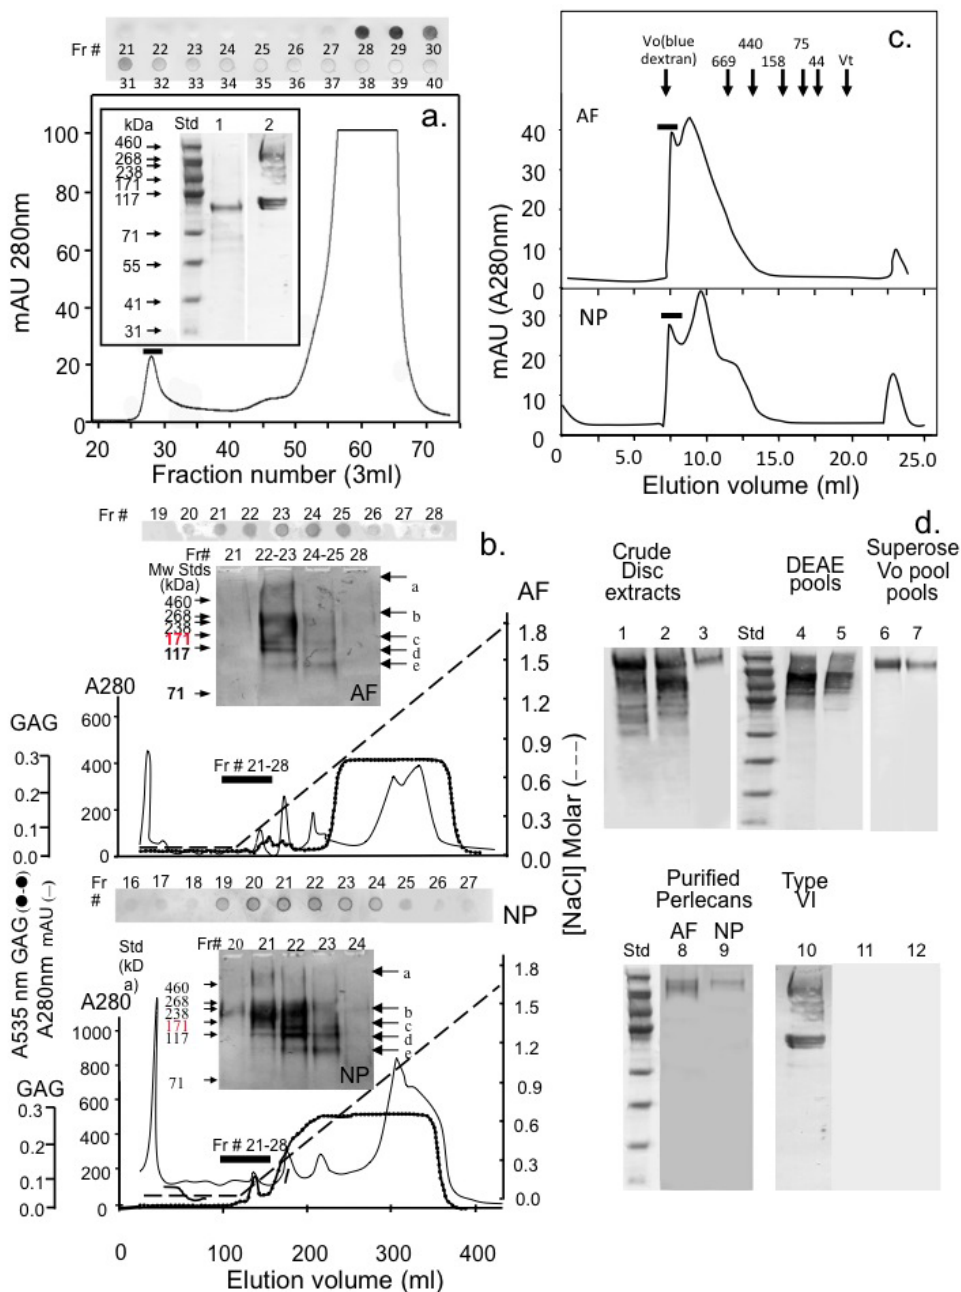 Fr #
21 22 23 24 25 26 27 28 29 30
31 32 33 34 35 36 37 38 39 40
a.
kDa Std 1 2
460
268
238
171
117
71
55
41
31
mAU 280nm
100
80
60
40
20
0
20 30 40 50 60 70
Fraction number (3ml)
c.
Vo(blue dextran)
669
440
158
75
44
Vt
AF
40
30
20
10
0
NP
30
20
10
0
mAU (A280nm)
0 5.0 10.0 15.0 20.0 25.0
Elution volume (ml)
b.
Fr # 19 20 21 22 23 24 25 26 27 28
Fr# 21 22-23 24-25 28
Mw Stds
(kDa)
460
268
238
171
117
71
a
b
c
d
e
AF
AF
A280
600
400
200
0
GAG
0.3
0.2
0.1
0.0
Fr # 21-28
1.8
1.5
1.2
0.9
0.6
0.3
0.0
[NaCl] Molar (---)
A535 nm GAG (●-●)
A280nm mAU (—)
Fr
#
16 17 18 19 20 21 22 23 24 25 26 27
NP
Std
(kD
a)
Fr# 20 21 22 23 24
460
268
238
171
117
71
a
b
c
d
e
NP
A280
1000
800
600
400
200
0
GAG
0.3
0.2
0.1
0.0
Fr # 21-28
1.8
1.5
1.2
0.9
0.6
0.3
0.0
0 100 200 300 400
Elution volume (ml)
d.
Crude
Disc
extracts
DEAE
pools
Superose
Vo pool
pools
1 2 3 Std 4 5 6 7
Purified
Perlecans
AF NP
Type
VI
Std 8 9 10 11 12